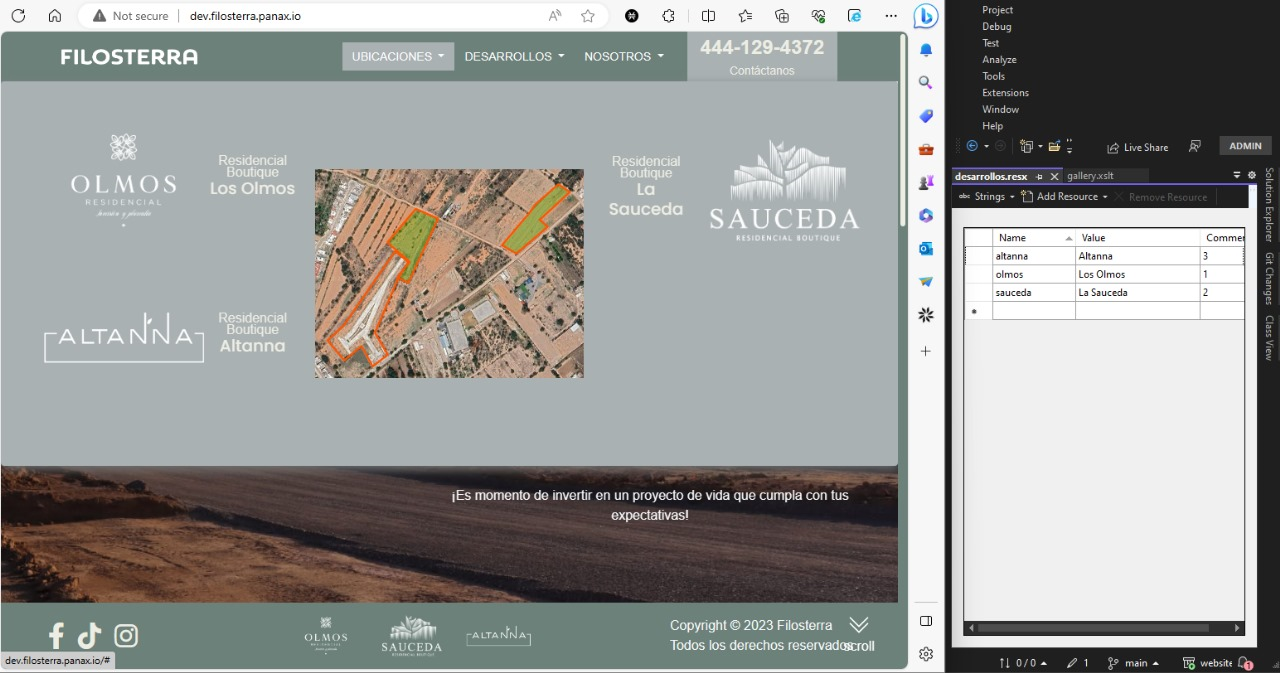 Not secure
dev.filosterra.panax.io
FILOSTERRA
UBICACIONES
DESARROLLOS
NOSOTROS
444-129-4372
Contáctanos
OLMOS
RESIDENCIAL
Residencial
Boutique
Los Olmos
Residencial
Boutique
La
Sauceda
SAUCEDA
RESIDENCIAL BOUTIQUE
ALTANNA
Residencial
Boutique
Altanna
¡Es momento de invertir en un proyecto de vida que cumpla con tus
expectativas!
OLMOS
SAUCEDA
ALTANNA
Copyright © 2023 Filosterra
Todos los derechos reservados
scroll
dev.filosterra.panax.io/#
Project
Debug
Test
Analyze
Tools
Extensions
Window
Help
Live Share
ADMIN
desarrollos.resx
gallery.xslt
abc Strings
Add Resource
Remove Resource
Name Value Commen
altanna Altanna 3
olmos Los Olmos 1
sauceda La Sauceda 2
*
Solution Explorer
Git Changes
Class View
0 / 0
1
main
website
1